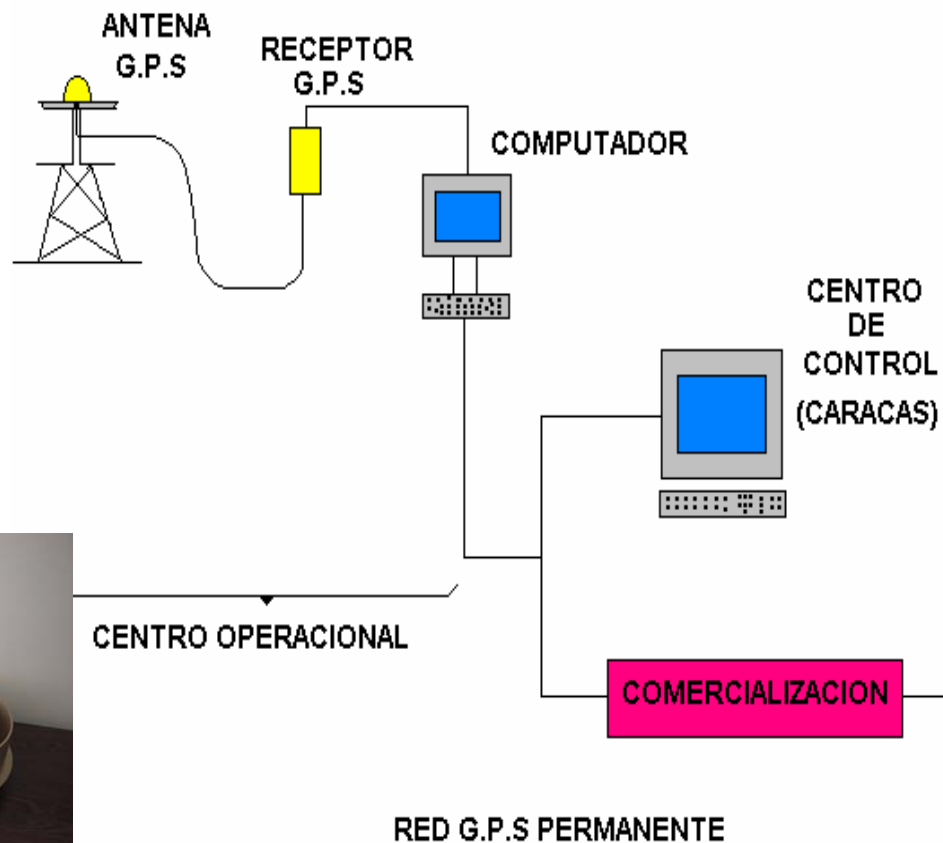 ANTENA
G.P.S
RECEPTOR
G.P.S
COMPUTADOR
CENTRO
DE
CONTROL
(CARACAS)
CENTRO OPERACIONAL
COMERCIALIZACION
RED G.P.S PERMANENTE